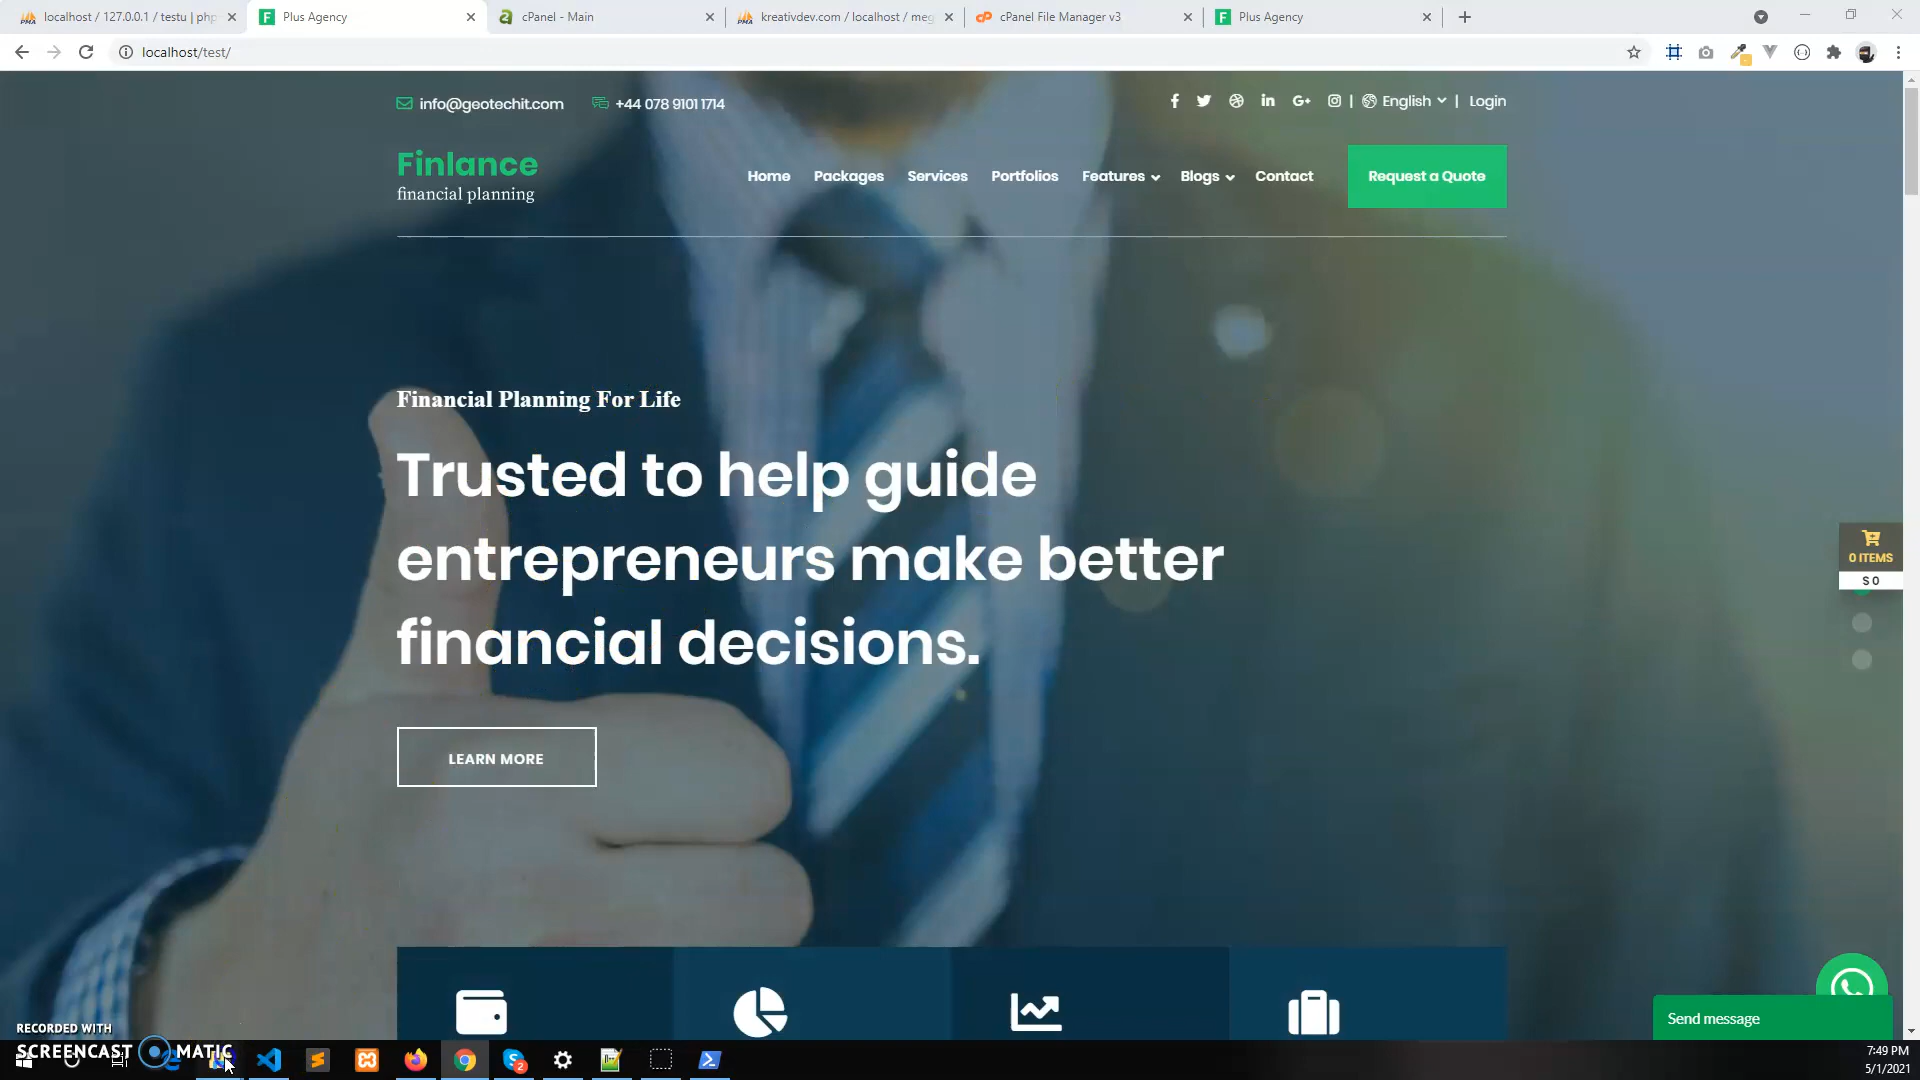 localhost / 127.0.0.1 / testu | php
Plus Agency
cPanel - Main
kreativdev.com / localhost / meg
cPanel File Manager v3
Plus Agency
localhost/test/
info@geotechit.com
+44 078 9101 1714
English
Login
Finlance
financial planning
Home
Packages
Services
Portfolios
Features
Blogs
Contact
Request a Quote
Financial Planning For Life
Trusted to help guide
entrepreneurs make better
financial decisions.
LEARN MORE
0 ITEMS
$ 0
Send message
RECORDED WITH
SCREENCAST MATIC
7:49 PM
5/1/2021